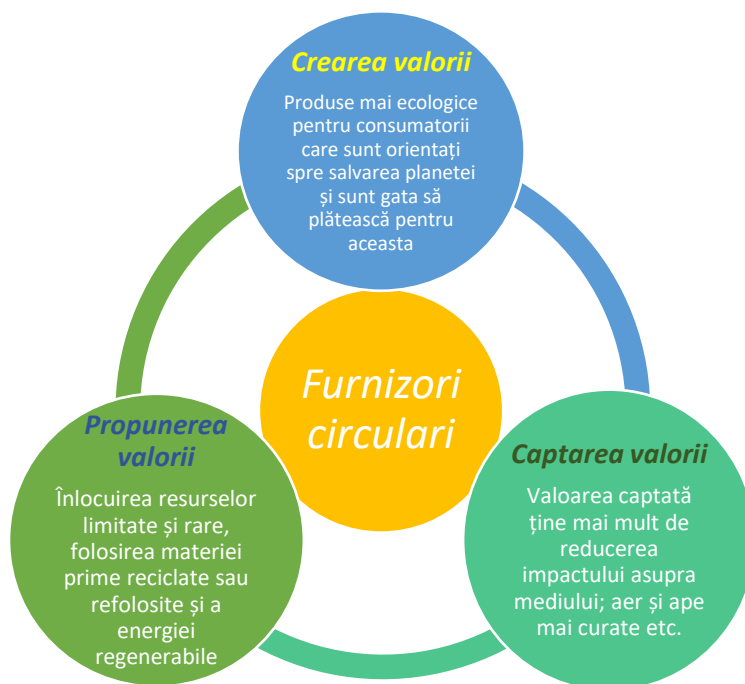 Crearea valorii
Produse mai ecologice
pentru consumatorii
care sunt orientați
spre salvarea planetei
și sunt gata să
plătească pentru
aceasta
Furnizori
circulari
Propunerea
valorii
Înlocuirea resurselor
limitate și rare,
folosirea materiei
prime reciclate sau
refolosite și a
energiei
regenerabile
Captarea valorii
Valoarea captată
ține mai mult de
reducerea
impactului asupra
mediului; aer și ape
mai curate etc.